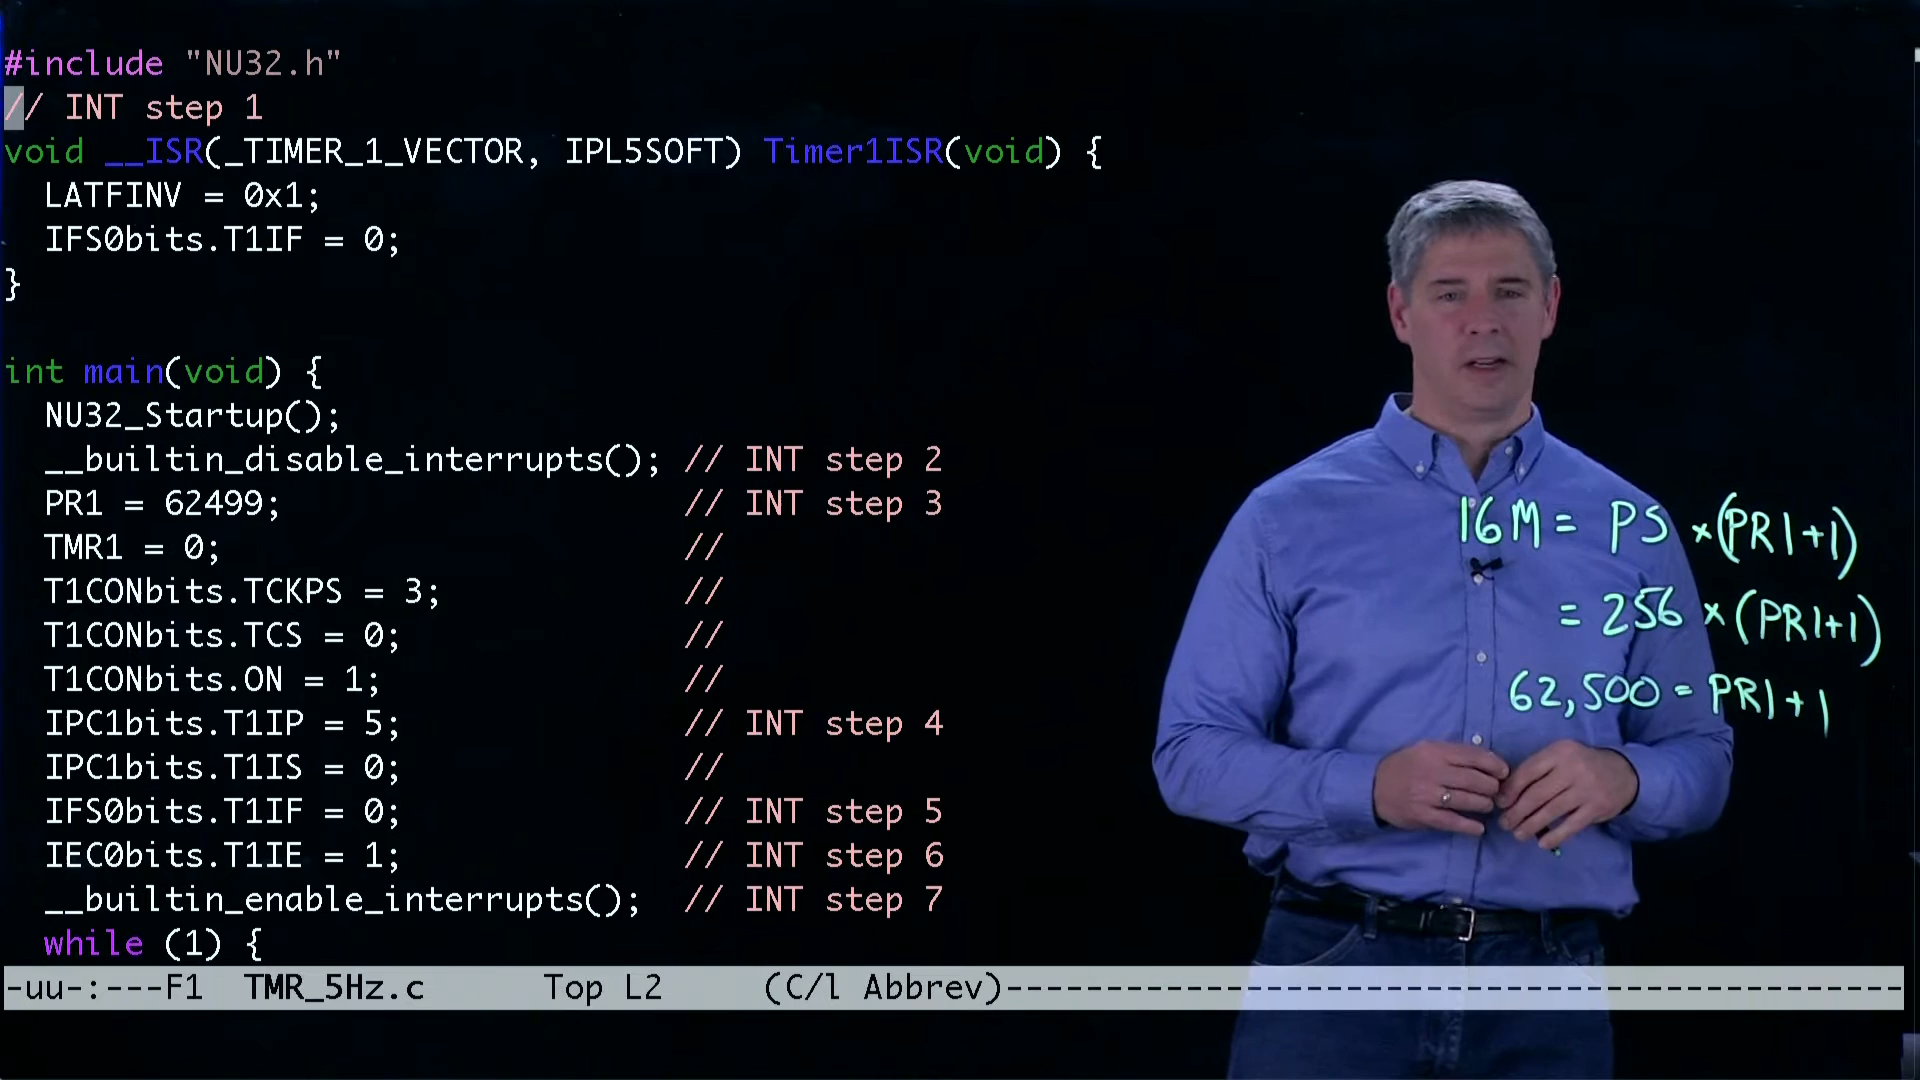 #include "NU32.h"
// INT step 1
void __ISR(_TIMER_1_VECTOR, IPL5SOFT) Timer1ISR(void) {
LATFINV = 0x1;
IFS0bits.T1IF = 0;
}
int main(void) {
NU32_Startup();
__builtin_disable_interrupts(); // INT step 2
PR1 = 62499; // INT step 3
TMR1 = 0; //
T1CONbits.TCKPS = 3; //
T1CONbits.TCS = 0; //
T1CONbits.ON = 1; //
IPC1bits.T1IP = 5; // INT step 4
IPC1bits.T1IS = 0; //
IFS0bits.T1IF = 0; // INT step 5
IEC0bits.T1IE = 1; // INT step 6
__builtin_enable_interrupts(); // INT step 7
while (1) {
-uu-:---F1 TMR_5Hz.c Top L2 (C/l Abbrev)----------------------------------------------
16M = PS × (PR1+1)
= 256 × (PR1+1)
62,500 = PR1+1